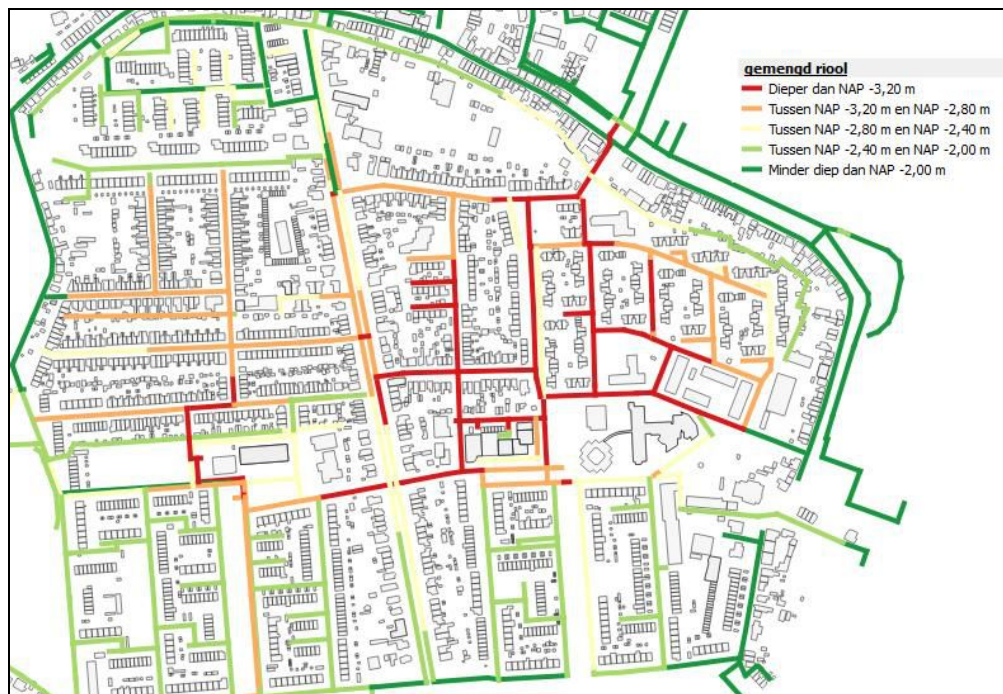 gemengd riool
Dieper dan NAP -3,20 m
Tussen NAP -3,20 m en NAP -2,80 m
Tussen NAP -2,80 m en NAP -2,40 m
Tussen NAP -2,40 m en NAP -2,00 m
Minder diep dan NAP -2,00 m